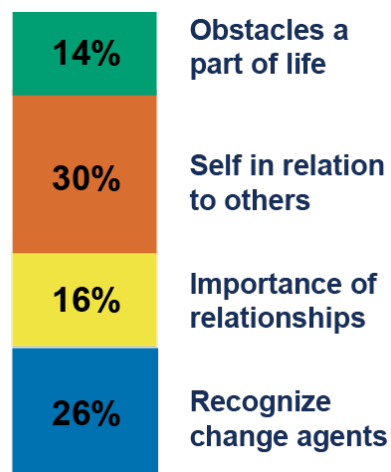 14%
Obstacles a
part of life
30%
Self in relation
to others
16%
Importance of
relationships
26%
Recognize
change agents